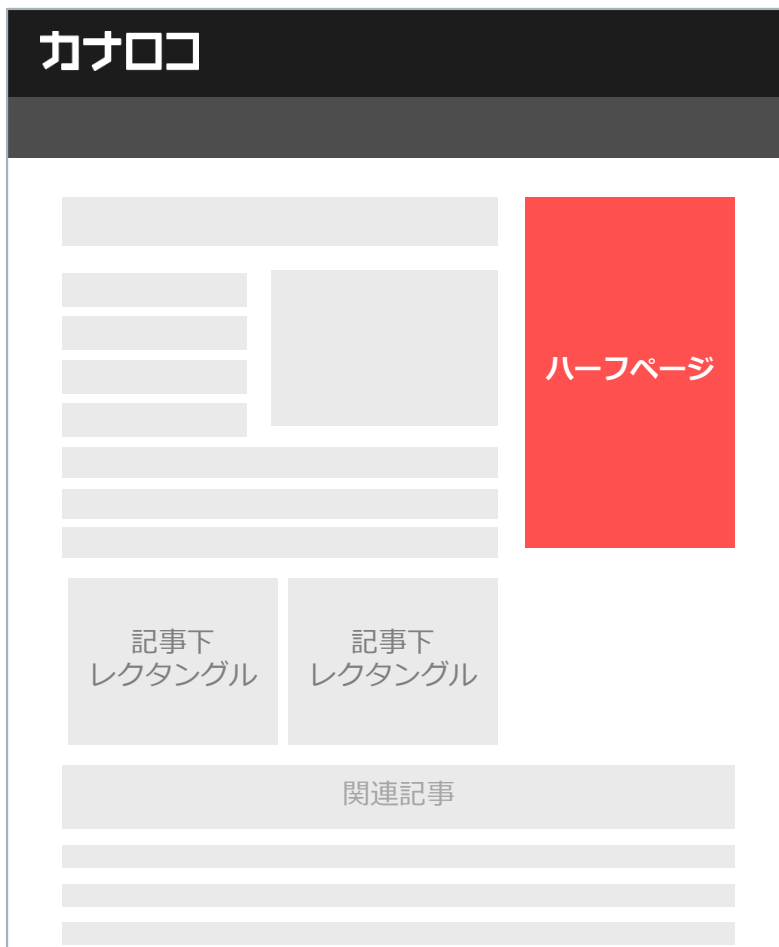 カナロコ
ハーフページ
記事下
レクタングル
記事下
レクタングル
関連記事